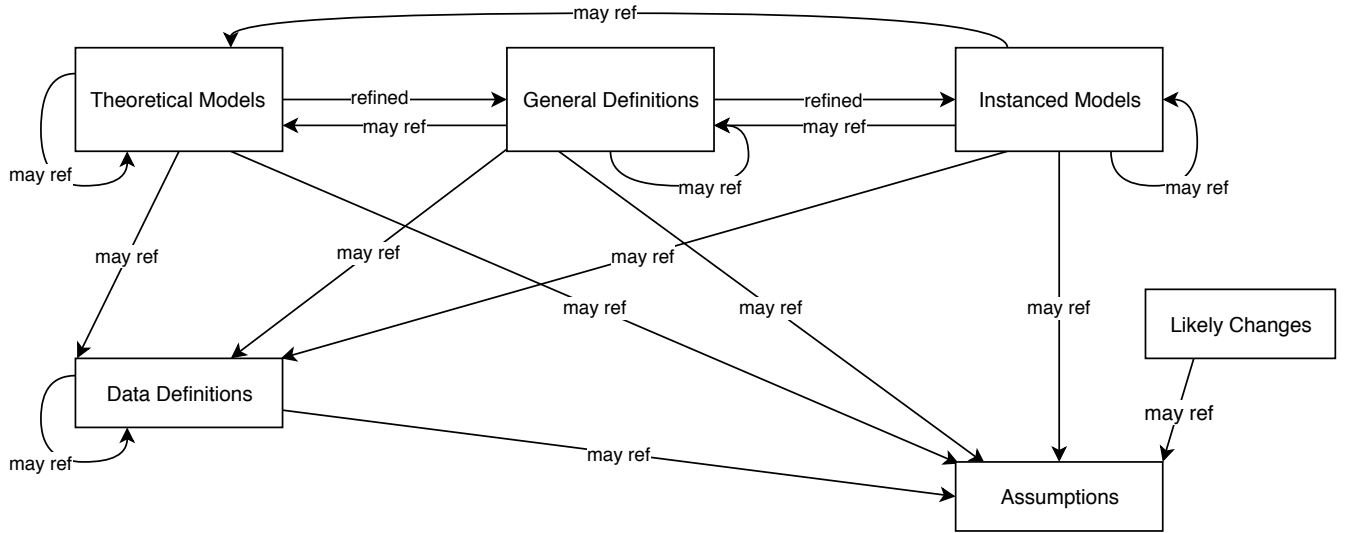 may ref
Theoretical Models
refined
General Definitions
refined
Instanced Models
may ref
may ref
may ref
may ref
may ref
may ref
may ref
may ref
may ref
may ref
may ref
may ref
Likely Changes
Data Definitions
may ref
may ref
may ref
Assumptions